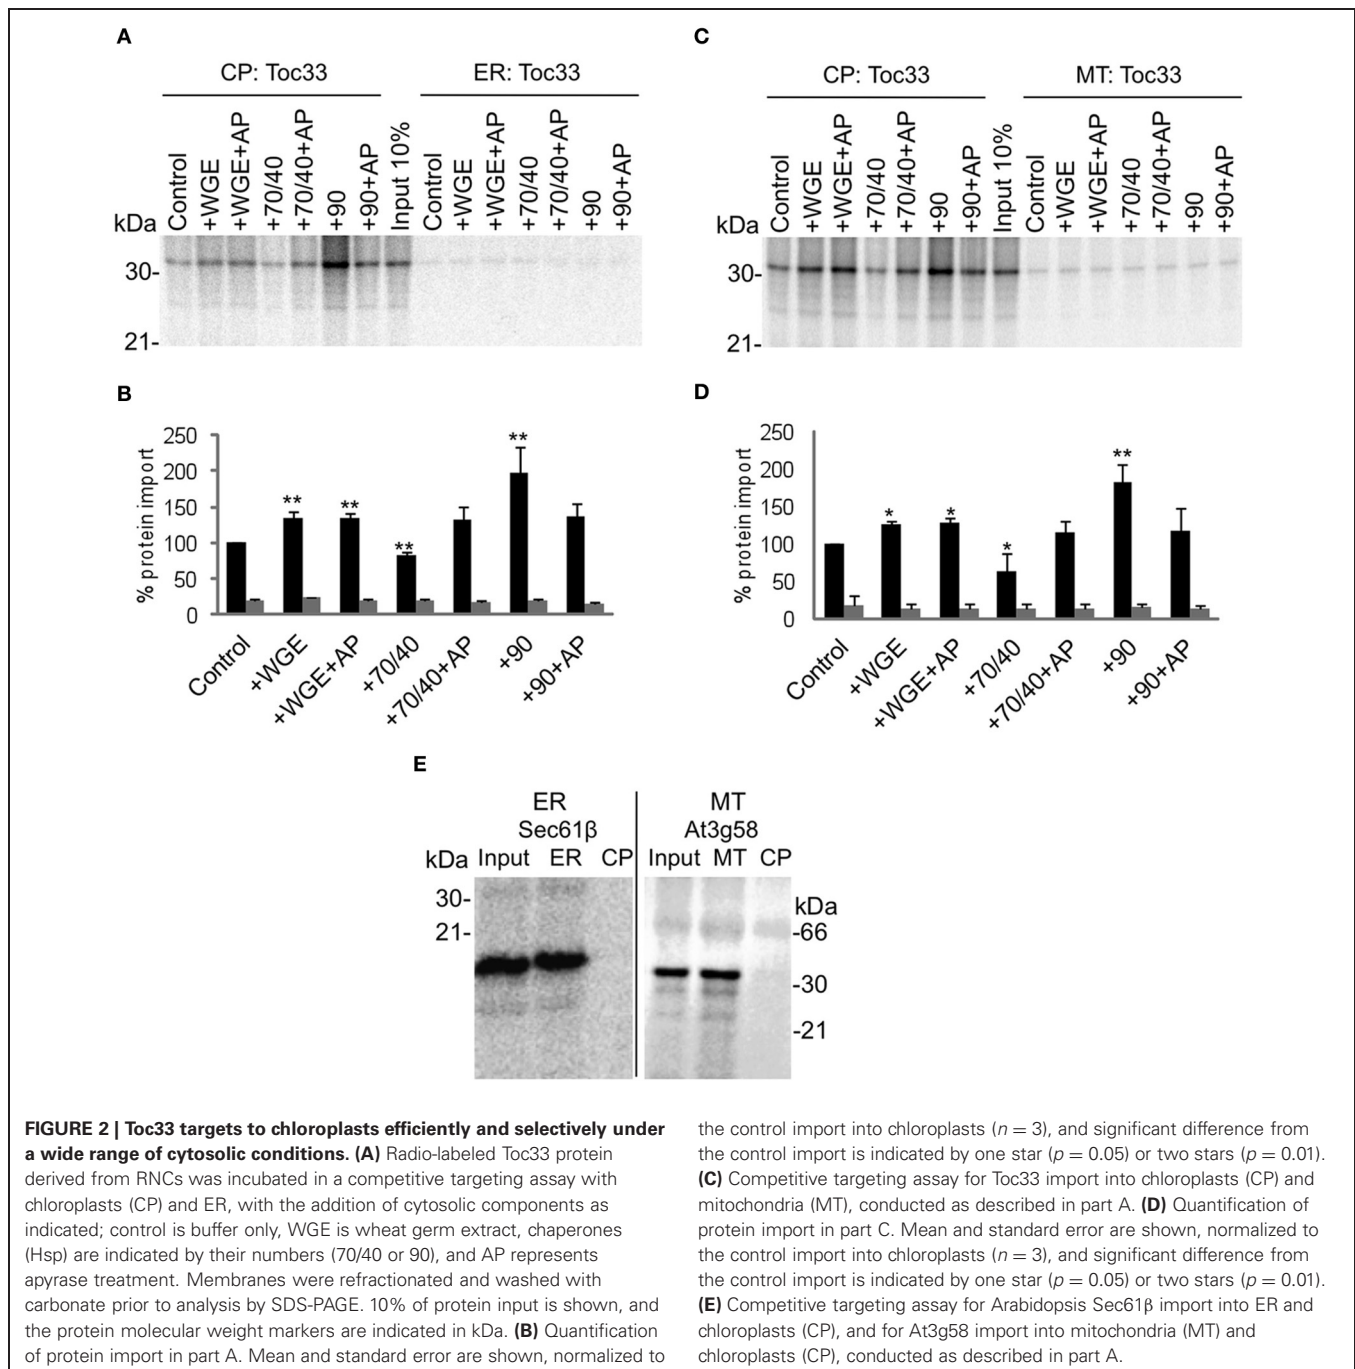 A
CP: Toc33
ER: Toc33
Control
+WGE
+WGE+AP
+70/40
+70/40+AP
+90
+90+AP
Input 10%
Control
+WGE
+WGE+AP
+70/40
+70/40+AP
+90
+90+AP
kDa
30-
21-
C
CP: Toc33
MT: Toc33
Control
+WGE
+WGE+AP
+70/40
+70/40+AP
+90
+90+AP
Input 10%
Control
+WGE
+WGE+AP
+70/40
+70/40+AP
+90
+90+AP
kDa
30-
21-
B
% protein import
250
200
150
100
50
0
**
**
**
**
Control
+WGE
+WGE+AP
+70/40
+70/40+AP
+90
+90+AP
D
% protein import
250
200
150
100
50
0
*
*
*
**
Control
+WGE
+WGE+AP
+70/40
+70/40+AP
+90
+90+AP
E
ER
Sec61β
kDa Input ER CP
30-
21-
MT
At3g58
Input MT CP
kDa
-66
-30
-21
FIGURE 2 | Toc33 targets to chloroplasts efficiently and selectively under
a wide range of cytosolic conditions. (A) Radio-labeled Toc33 protein
derived from RNCs was incubated in a competitive targeting assay with
chloroplasts (CP) and ER, with the addition of cytosolic components as
indicated; control is buffer only, WGE is wheat germ extract, chaperones
(Hsp) are indicated by their numbers (70/40 or 90), and AP represents
apyrase treatment. Membranes were refractionated and washed with
carbonate prior to analysis by SDS-PAGE. 10% of protein input is shown, and
the protein molecular weight markers are indicated in kDa. (B) Quantification
of protein import in part A. Mean and standard error are shown, normalized to
the control import into chloroplasts (n = 3), and significant difference from
the control import is indicated by one star (p = 0.05) or two stars (p = 0.01).
(C) Competitive targeting assay for Toc33 import into chloroplasts (CP) and
mitochondria (MT), conducted as described in part A. (D) Quantification of
protein import in part C. Mean and standard error are shown, normalized to
the control import into chloroplasts (n = 3), and significant difference from
the control import is indicated by one star (p = 0.05) or two stars (p = 0.01).
(E) Competitive targeting assay for Arabidopsis Sec61β import into ER and
chloroplasts (CP), and for At3g58 import into mitochondria (MT) and
chloroplasts (CP), conducted as described in part A.